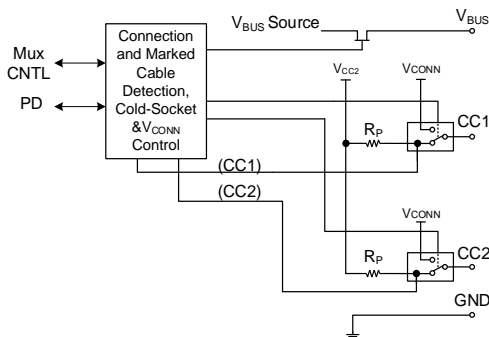 Connection
and Marked
Cable
Detection,
Cold-Socket
&VCONN
Control
Mux
CNTL
PD
VBUS Source
VBUS
VCC2
VCONN
RP
CC1
(CC1)
(CC2)
VCONN
RP
CC2
GND